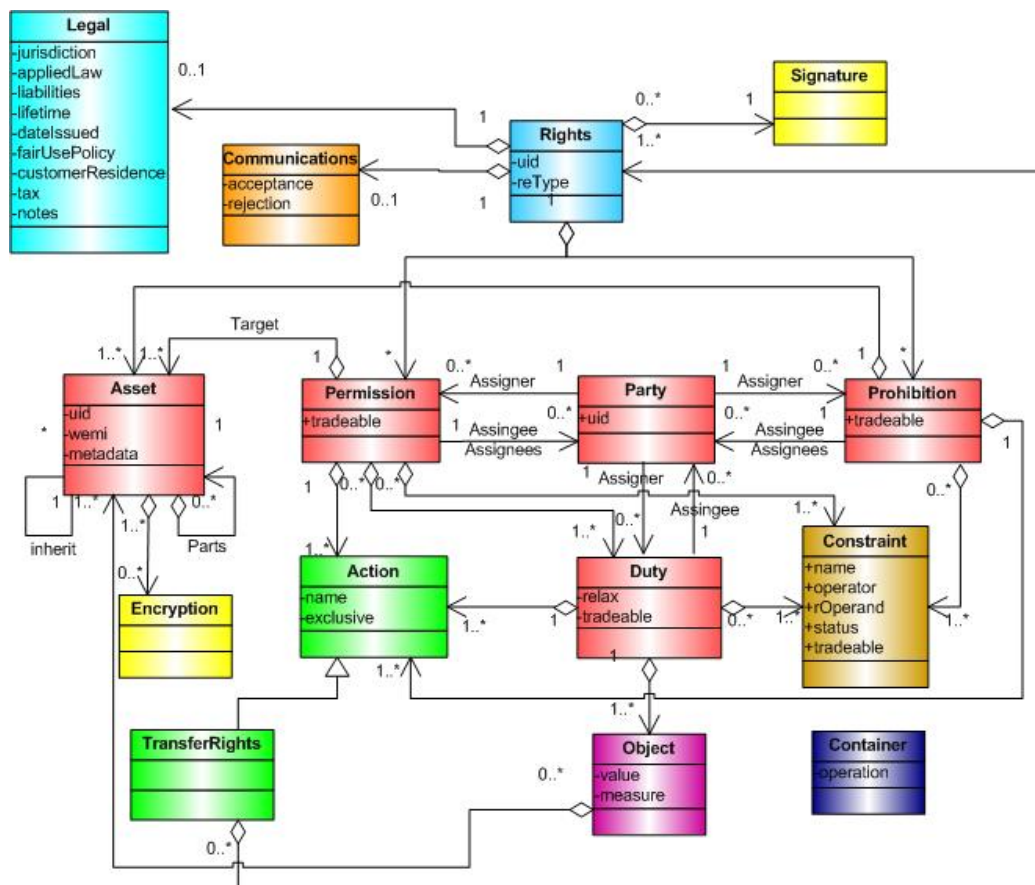 Legal
-jurisdiction
-appliedLaw
-liabilities
-lifetime
-dateIssued
-fairUsePolicy
-customerResidence
-tax
-notes
0..1
Communications
-acceptance
-rejection
0..1
1
1
Rights
-uid
-reType
1
0..*
1..*
1
Signature
Target
1..*
1..*
1
*
0..*
1
Assigner
1
Assigner
0..*
1
*
Asset
-uid
-wemi
-metadata
*
1
1
1..*
0..*
inherit
Parts
Permission
+tradeable
1
Assingee
Assignees
0..*
Party
+uid
0..*
1
Assingee
Assignees
Prohibition
+tradeable
1
1
0..*
0..*
1
Assigner
0..*
0..*
Assingee
1
0..*
1..*
0..*
Encryption
1..*
1..*
1..*
Action
-name
-exclusive
1..*
1
Duty
-relax
-tradeable
0..*
1..*
1
Constraint
+name
+operator
+rOperand
+status
+tradeable
1..*
1..*
1..*
TransferRights
0..*
0..*
Object
-value
-measure
Container
-operation